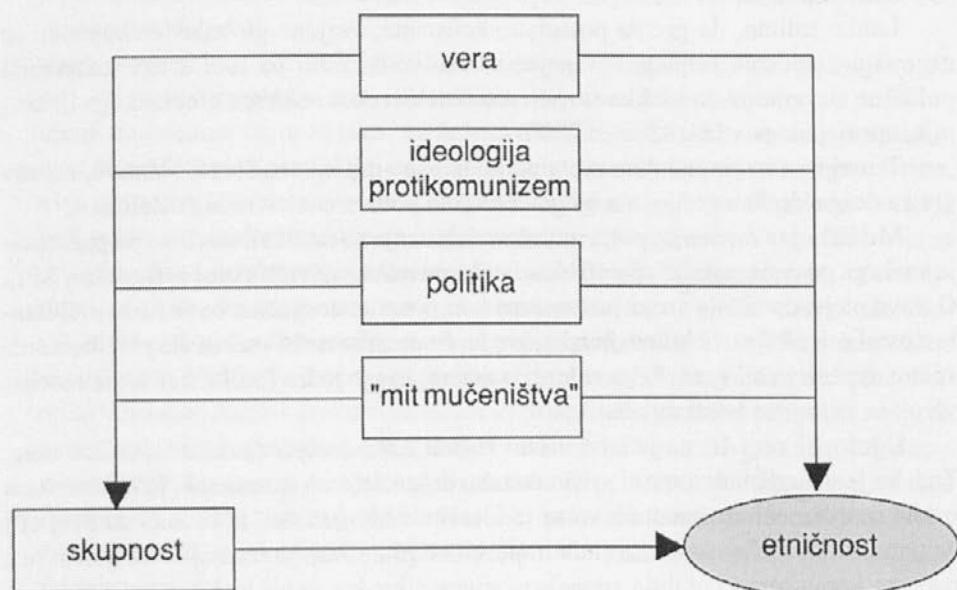 vera
ideologija
protikomunizem
politika
"mit mučeništva"
skupnost
etničnost